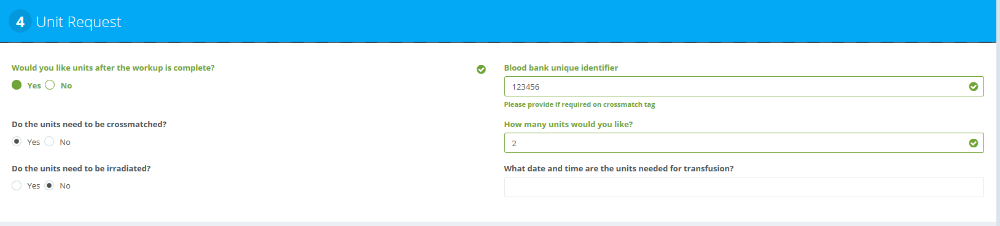 4 Unit Request
Would you like units after the workup is complete?
Yes No
Blood bank unique identifier
123456
Please provide if required on crossmatch tag
Do the units need to be crossmatched?
Yes No
How many units would you like?
2
Do the units need to be irradiated?
Yes No
What date and time are the units needed for transfusion?